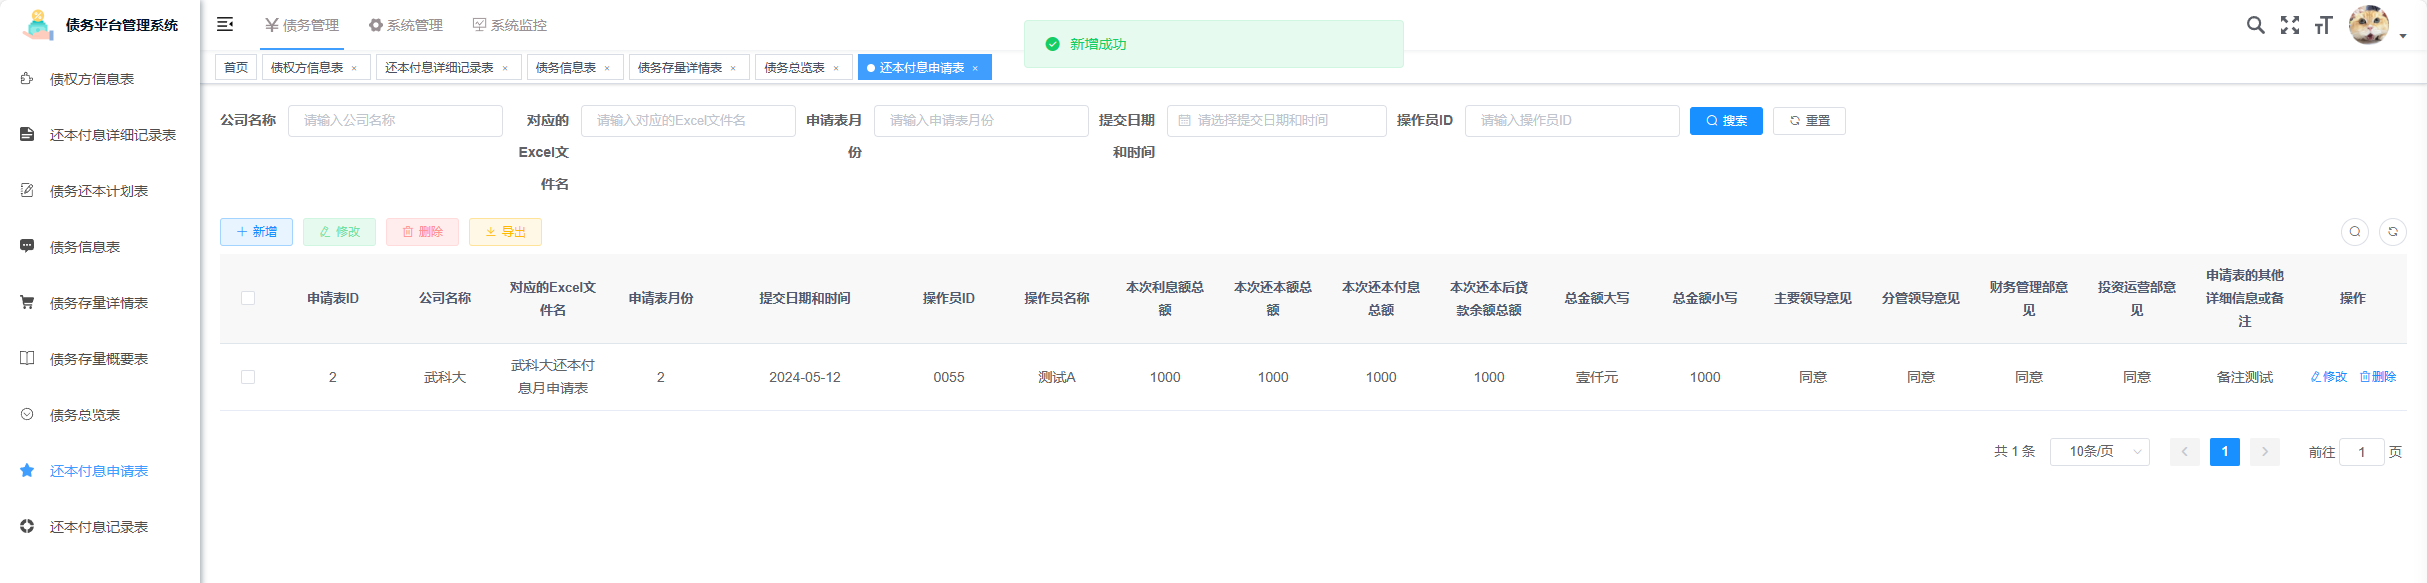 债务平台管理系统
债务管理
系统管理
系统监控
新增成功
首页
债权方信息表 ×
还本付息详细记录表 ×
债务信息表 ×
债务存量详情表 ×
债务总览表 ×
还本付息申请表 ×
债权方信息表
还本付息详细记录表
债务还本计划表
债务信息表
债务存量详情表
债务存量概要表
债务总览表
还本付息申请表
还本付息记录表
公司名称
请输入公司名称
对应的
Excel文
件名
请输入对应的Excel文件名
申请表月
份
请输入申请表月份
提交日期
和时间
请选择提交日期和时间
操作员ID
请输入操作员ID
搜索
重置
新增
修改
删除
导出
申请表ID
公司名称
对应的Excel文
件名
申请表月份
提交日期和时间
操作员ID
操作员名称
本次利息额总
额
本次还本额总
额
本次还本付息
总额
本次还本后贷
款余额总额
总金额大写
总金额小写
主要领导意见
分管领导意见
财务管理部意
见
投资运营部意
见
申请表的其他
详细信息或备
注
操作
2
武科大
武科大还本付
息月申请表
2
2024-05-12
0055
测试A
1000
1000
1000
1000
壹仟元
1000
同意
同意
同意
同意
备注测试
修改
删除
共 1 条
10条/页
1
前往
1
页